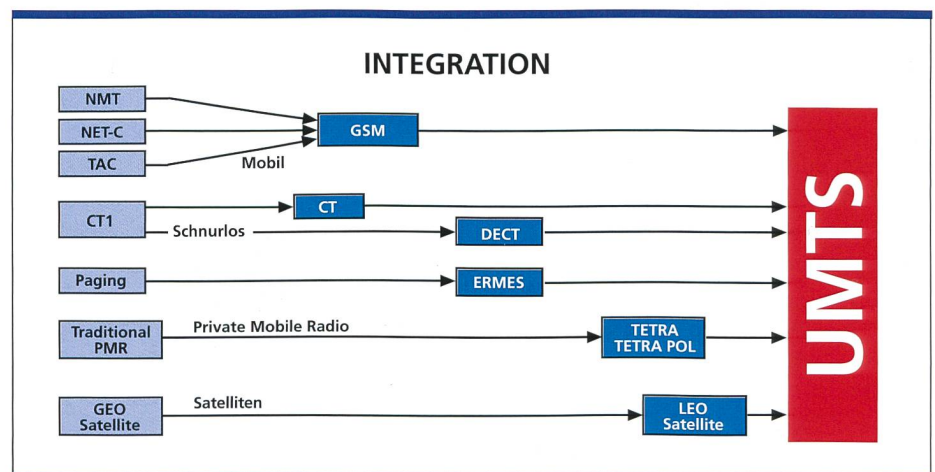 INTEGRATION
NMT
NET-C
TAC
GSM
Mobil
CT1
CT
Schnurlos
DECT
Paging
ERMES
Traditional
PMR
Private Mobile Radio
TETRA
TETRA POL
GEO
Satellite
Satelliten
LEO
Satellite
UMTS